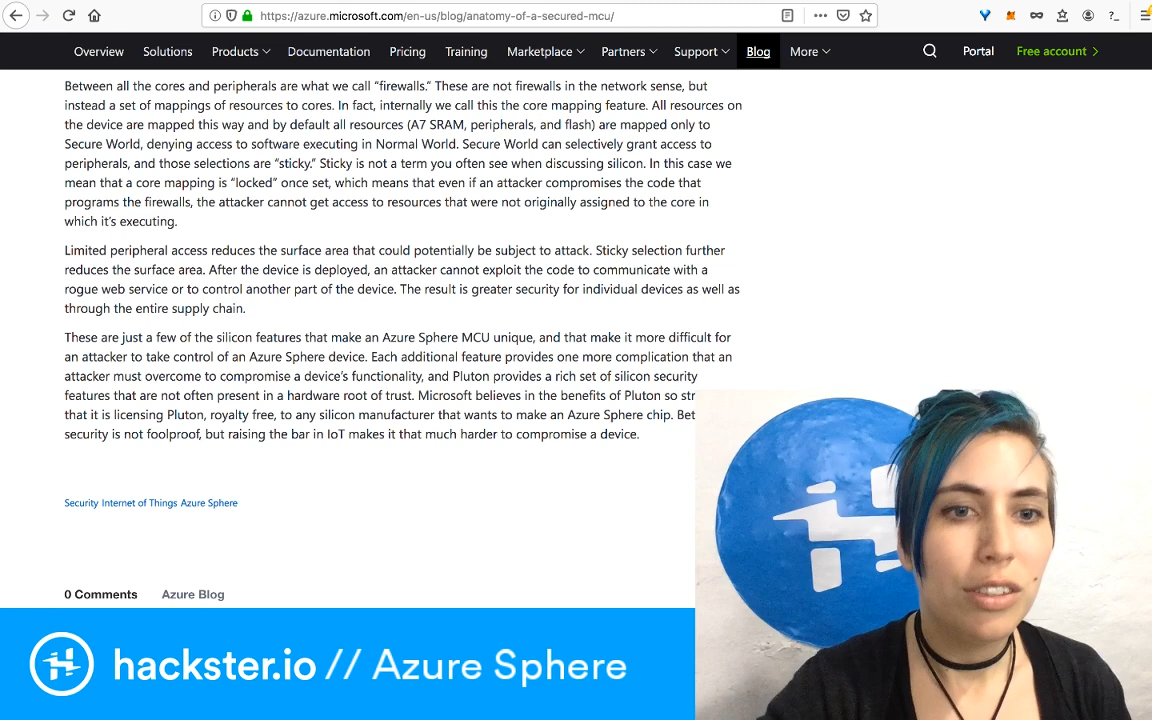 https://azure.microsoft.com/en-us/blog/anatomy-of-a-secured-mcu/
Overview Solutions Products Documentation Pricing Training Marketplace Partners Support Blog More Portal Free account
Between all the cores and peripherals are what we call “firewalls.” These are not firewalls in the network sense, but
instead a set of mappings of resources to cores. In fact, internally we call this the core mapping feature. All resources on
the device are mapped this way and by default all resources (A7 SRAM, peripherals, and flash) are mapped only to
Secure World, denying access to software executing in Normal World. Secure World can selectively grant access to
peripherals, and those selections are “sticky.” Sticky is not a term you often see when discussing silicon. In this case we
mean that a core mapping is “locked” once set, which means that even if an attacker compromises the code that
programs the firewalls, the attacker cannot get access to resources that were not originally assigned to the core in
which it’s executing.
Limited peripheral access reduces the surface area that could potentially be subject to attack. Sticky selection further
reduces the surface area. After the device is deployed, an attacker cannot exploit the code to communicate with a
rogue web service or to control another part of the device. The result is greater security for individual devices as well as
through the entire supply chain.
These are just a few of the silicon features that make an Azure Sphere MCU unique, and that make it more difficult for
an attacker to take control of an Azure Sphere device. Each additional feature provides one more complication that an
attacker must overcome to compromise a device’s functionality, and Pluton provides a rich set of silicon security
features that are not often present in a hardware root of trust. Microsoft believes in the benefits of Pluton so str
that it is licensing Pluton, royalty free, to any silicon manufacturer that wants to make an Azure Sphere chip. Bet
security is not foolproof, but raising the bar in IoT makes it that much harder to compromise a device.
Security Internet of Things Azure Sphere
0 Comments Azure Blog
hackster.io // Azure Sphere